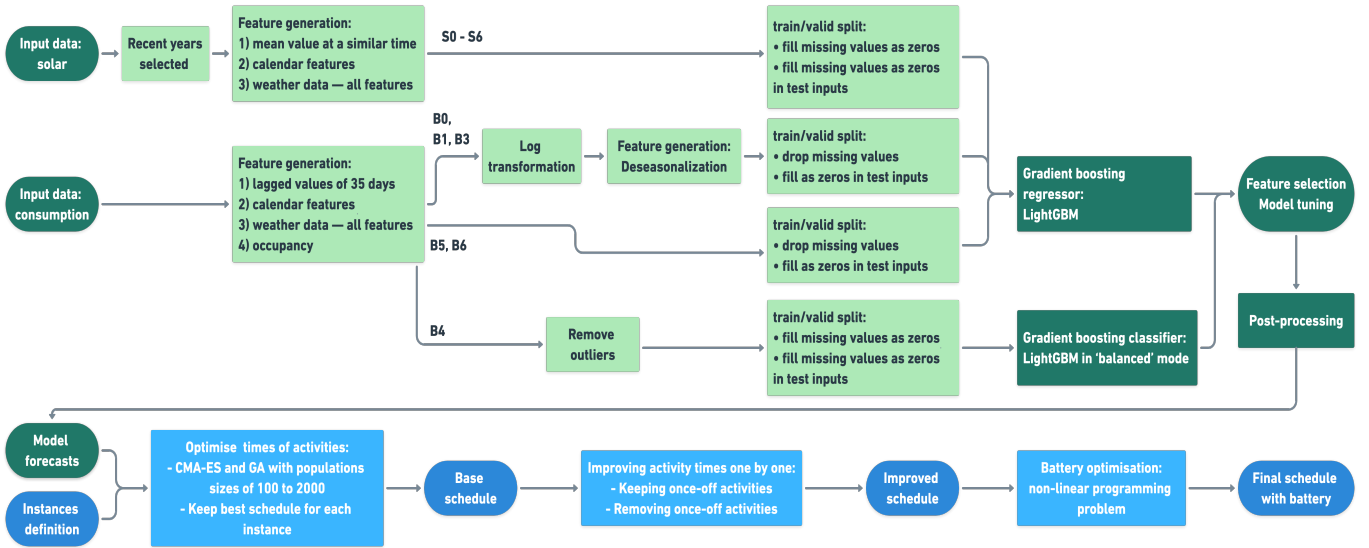 Input data:
solar
Recent years
selected
Feature generation:
1) mean value at a similar time
2) calendar features
3) weather data — all features
S0 - S6
train/valid split:
• fill missing values as zeros
• fill missing values as zeros
in test inputs
Input data:
consumption
Feature generation:
1) lagged values of 35 days
2) calendar features
3) weather data — all features
4) occupancy
B0,
B1, B3
Log
transformation
Feature generation:
Deseasonalization
train/valid split:
• drop missing values
• fill as zeros in test inputs
B5, B6
train/valid split:
• drop missing values
• fill as zeros in test inputs
B4
Remove
outliers
train/valid split:
• fill missing values as zeros
• fill missing values as zeros
in test inputs
Gradient boosting
regressor:
LightGBM
Gradient boosting classifier:
LightGBM in ‘balanced’ mode
Feature selection
Model tuning
Post-processing
Model
forecasts
Instances
definition
Optimise times of activities:
- CMA-ES and GA with populations
sizes of 100 to 2000
- Keep best schedule for each
instance
Base
schedule
Improving activity times one by one:
- Keeping once-off activities
- Removing once-off activities
Improved
schedule
Battery optimisation:
non-linear programming
problem
Final schedule
with battery